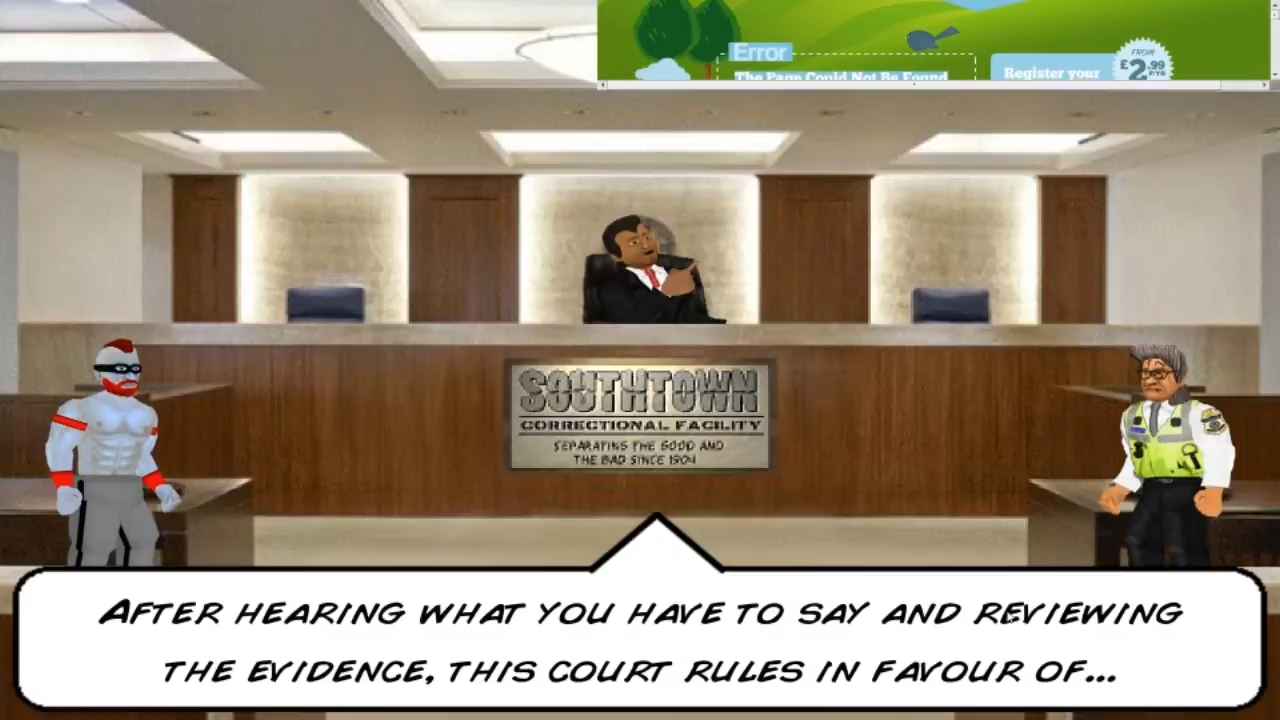 Error
The Page Could Not Be Found
Register your
FROM
£2.99
P/YR
SOUTHTOWN
CORRECTIONAL FACILITY
SEPARATING THE GOOD AND
THE BAD SINCE 1904
AFTER HEARING WHAT YOU HAVE TO SAY AND REVIEWING
THE EVIDENCE, THIS COURT RULES IN FAVOUR OF...